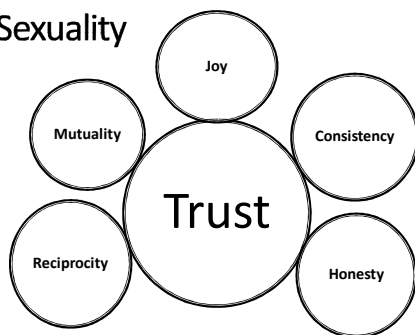 Sexuality
Joy
Mutuality
Consistency
Trust
Reciprocity
Honesty